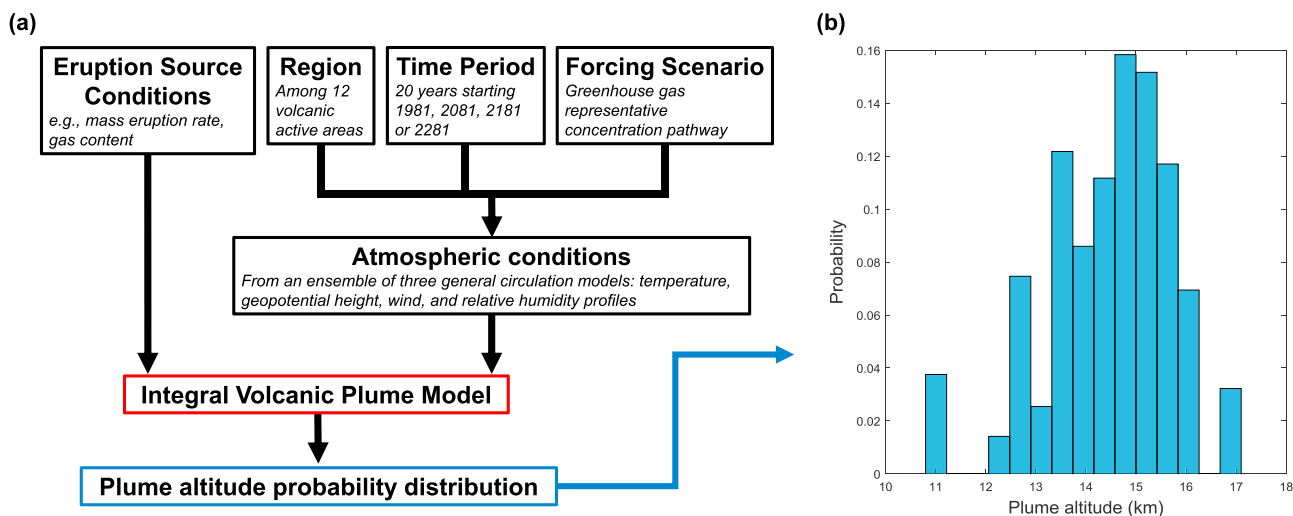 (a)
Eruption Source
Conditions
e.g., mass eruption rate,
gas content
Region
Among 12
volcanic
active areas
Time Period
20 years starting
1981, 2081, 2181
or 2281
Forcing Scenario
Greenhouse gas
representative
concentration pathway
Atmospheric conditions
From an ensemble of three general circulation models: temperature,
geopotential height, wind, and relative humidity profiles
Integral Volcanic Plume Model
Plume altitude probability distribution
(b)
0.16
0.14
0.12
0.1
0.08
0.06
0.04
0.02
0
Probability
10 11 12 13 14 15 16 17 18
Plume altitude (km)